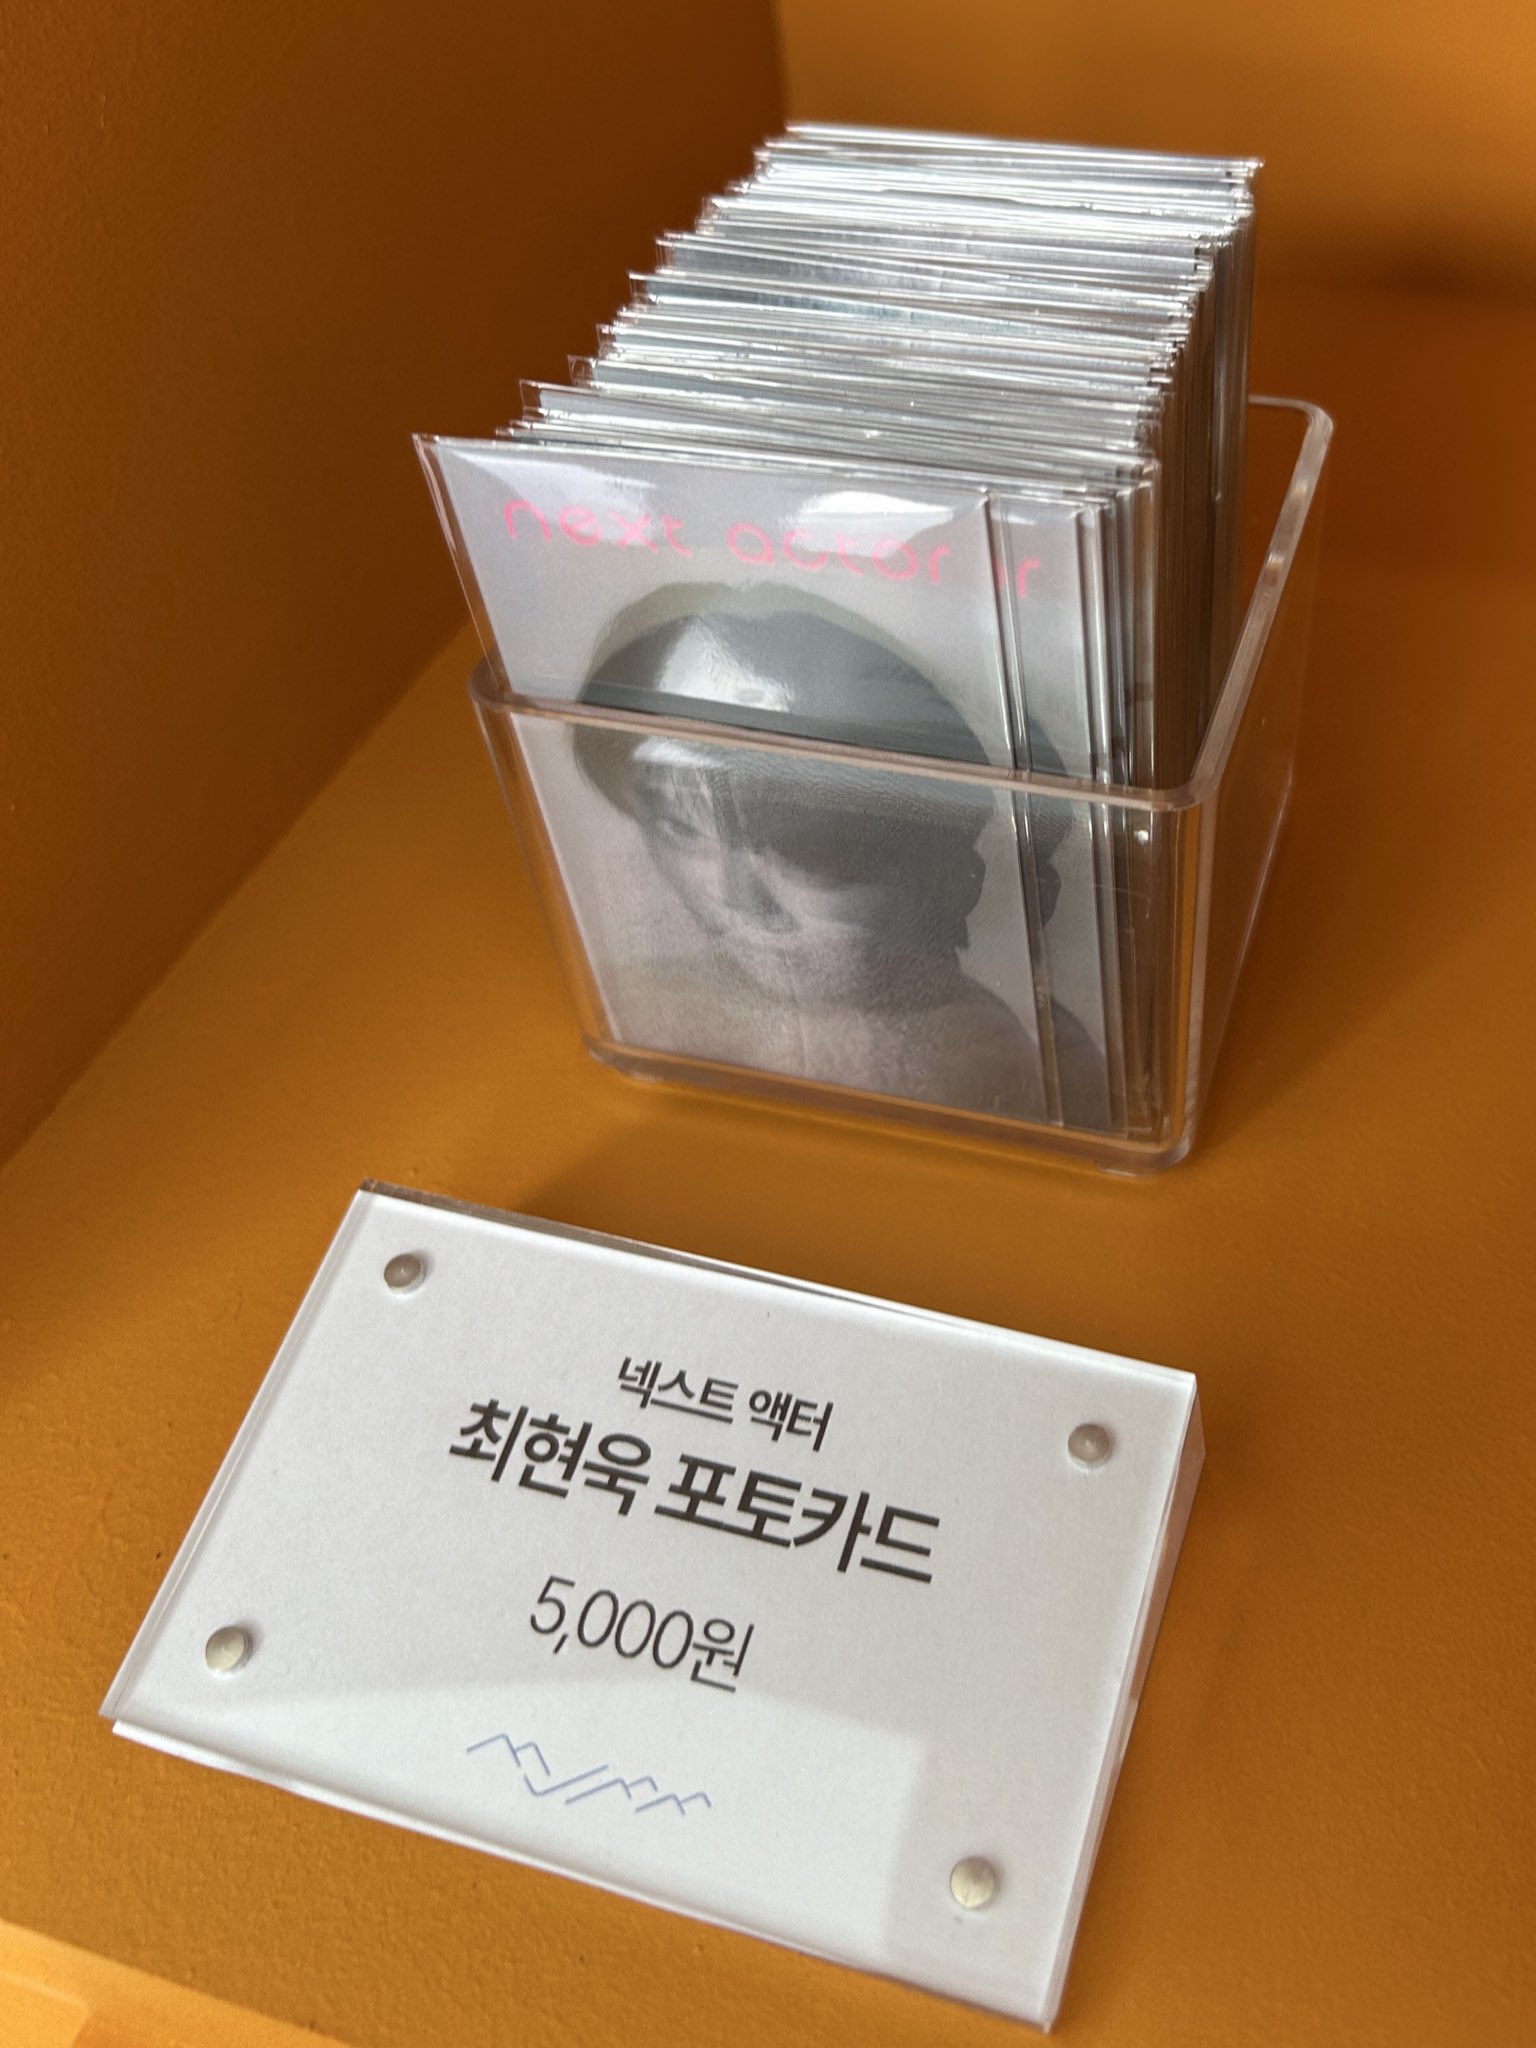 next actor
넥스트 액터
최현욱 포토카드
5,000원